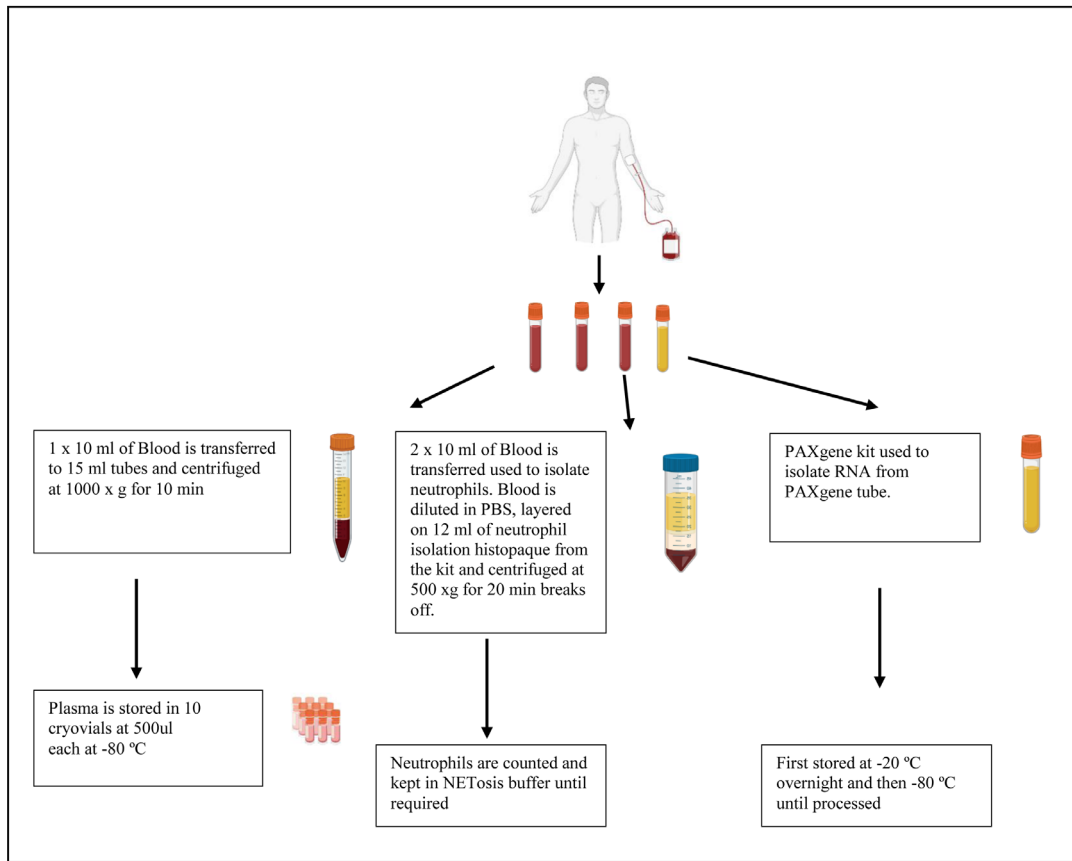 1 x 10 ml of Blood is transferred
to 15 ml tubes and centrifuged
at 1000 x g for 10 min
2 x 10 ml of Blood is
transferred used to isolate
neutrophils. Blood is
diluted in PBS, layered
on 12 ml of neutrophil
isolation histopaque from
the kit and centrifuged at
500 xg for 20 min breaks
off.
PAXgene kit used to
isolate RNA from
PAXgene tube.
Plasma is stored in 10
cryovials at 500ul
each at -80 ºC
Neutrophils are counted and
kept in NETosis buffer until
required
First stored at -20 ºC
overnight and then -80 ºC
until processed